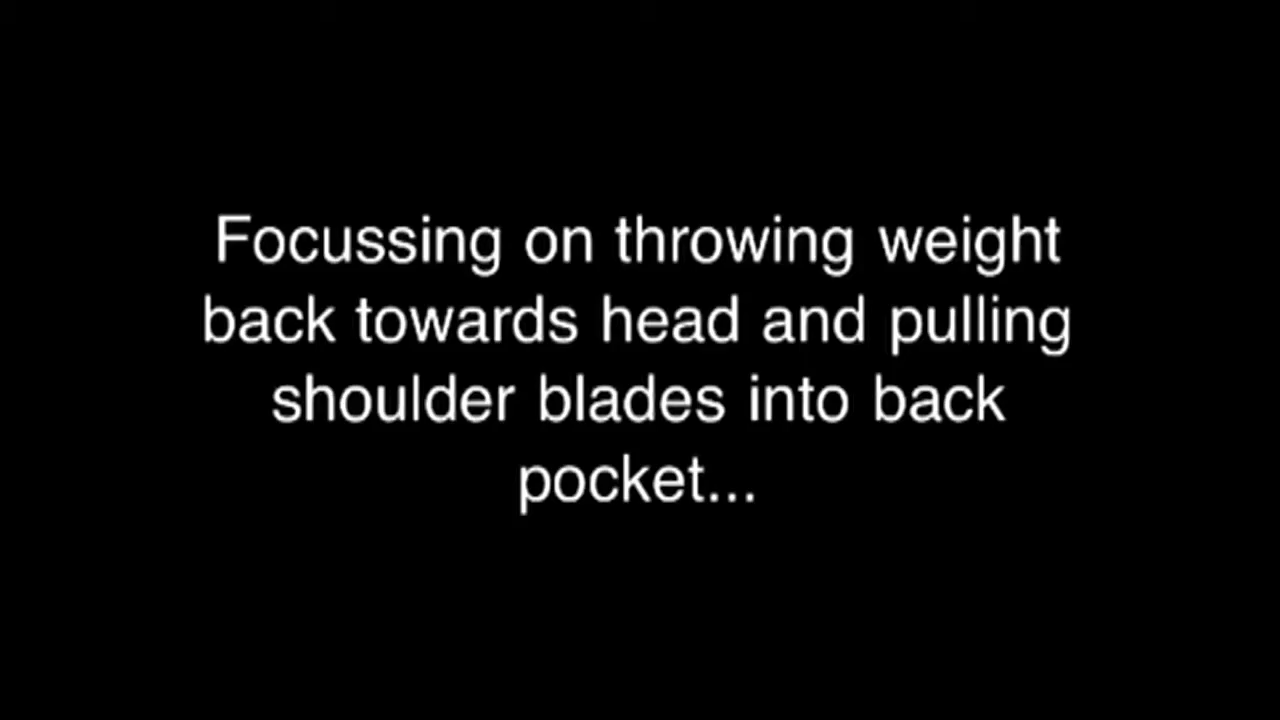 Focussing on throwing weight
back towards head and pulling
shoulder blades into back
pocket...